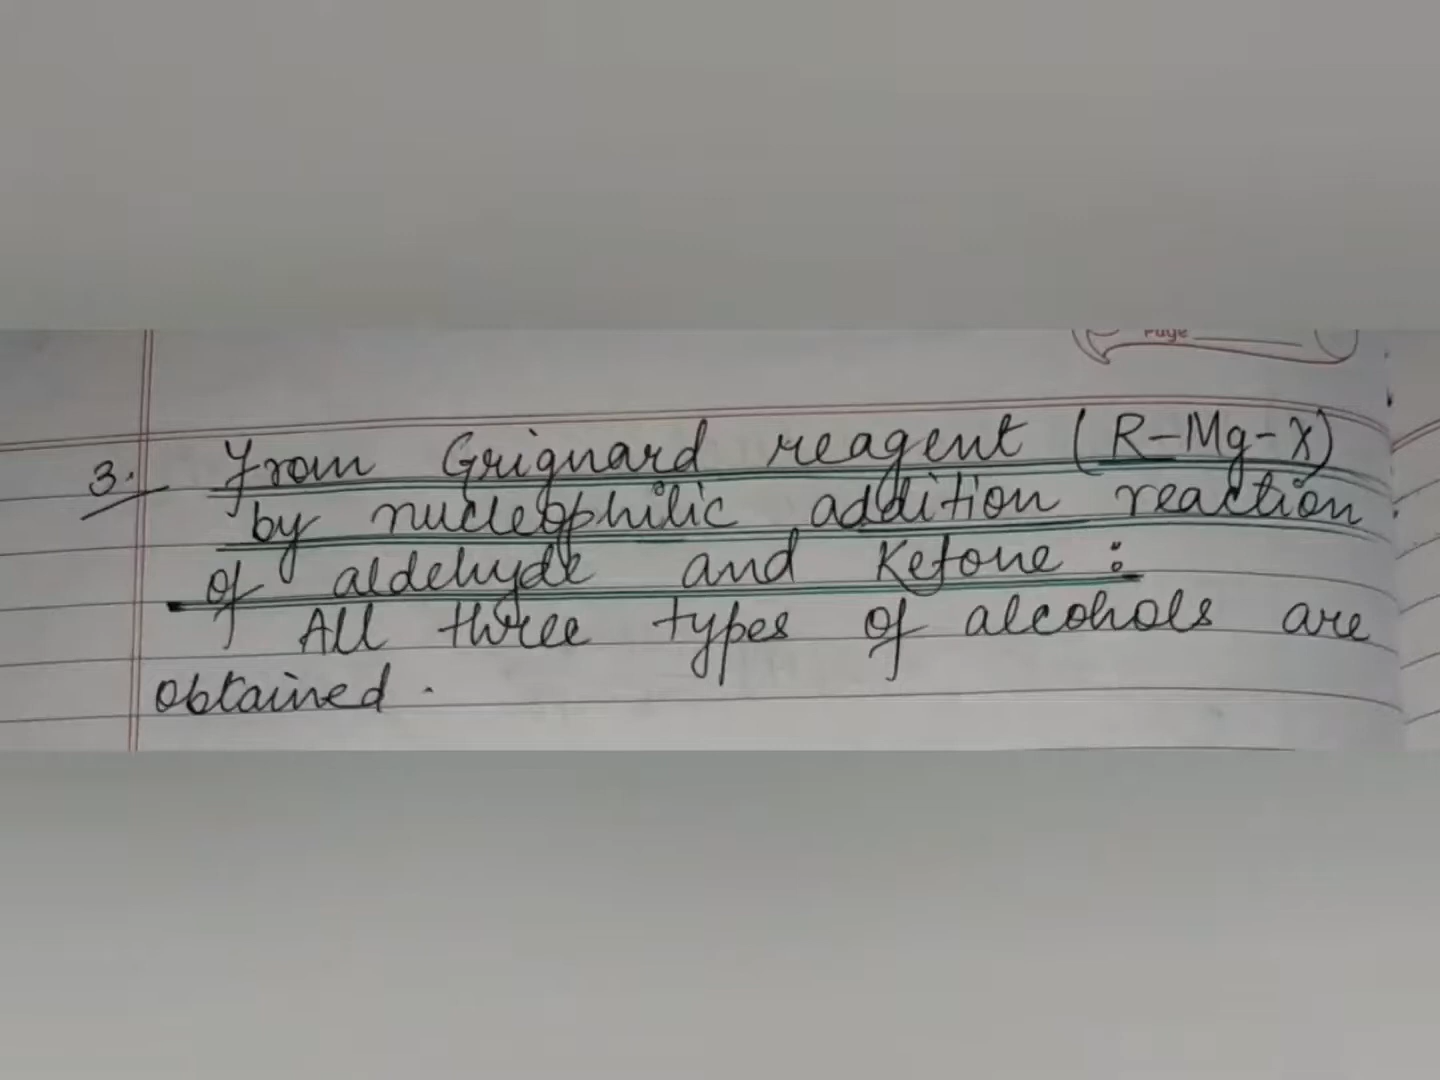 Page
3. From Grignard reagent (R-Mg-X)
by nucleophilic addition reaction
of aldehyde and Ketone :
All three types of alcohols are
obtained.